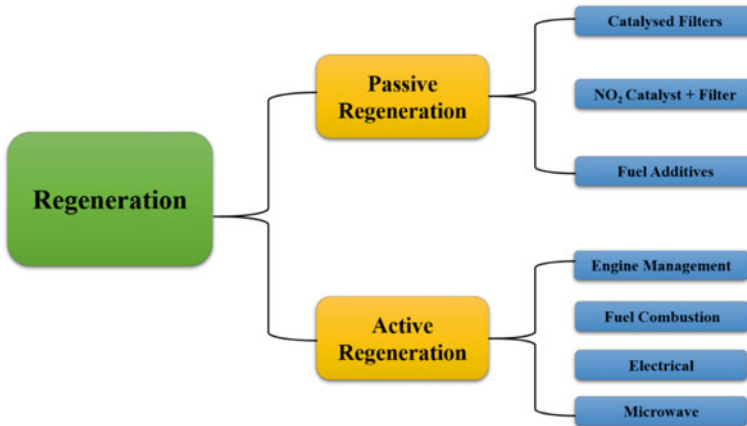 Regeneration
Passive
Regeneration
Catalysed Filters
NO₂ Catalyst + Filter
Fuel Additives
Active
Regeneration
Engine Management
Fuel Combustion
Electrical
Microwave